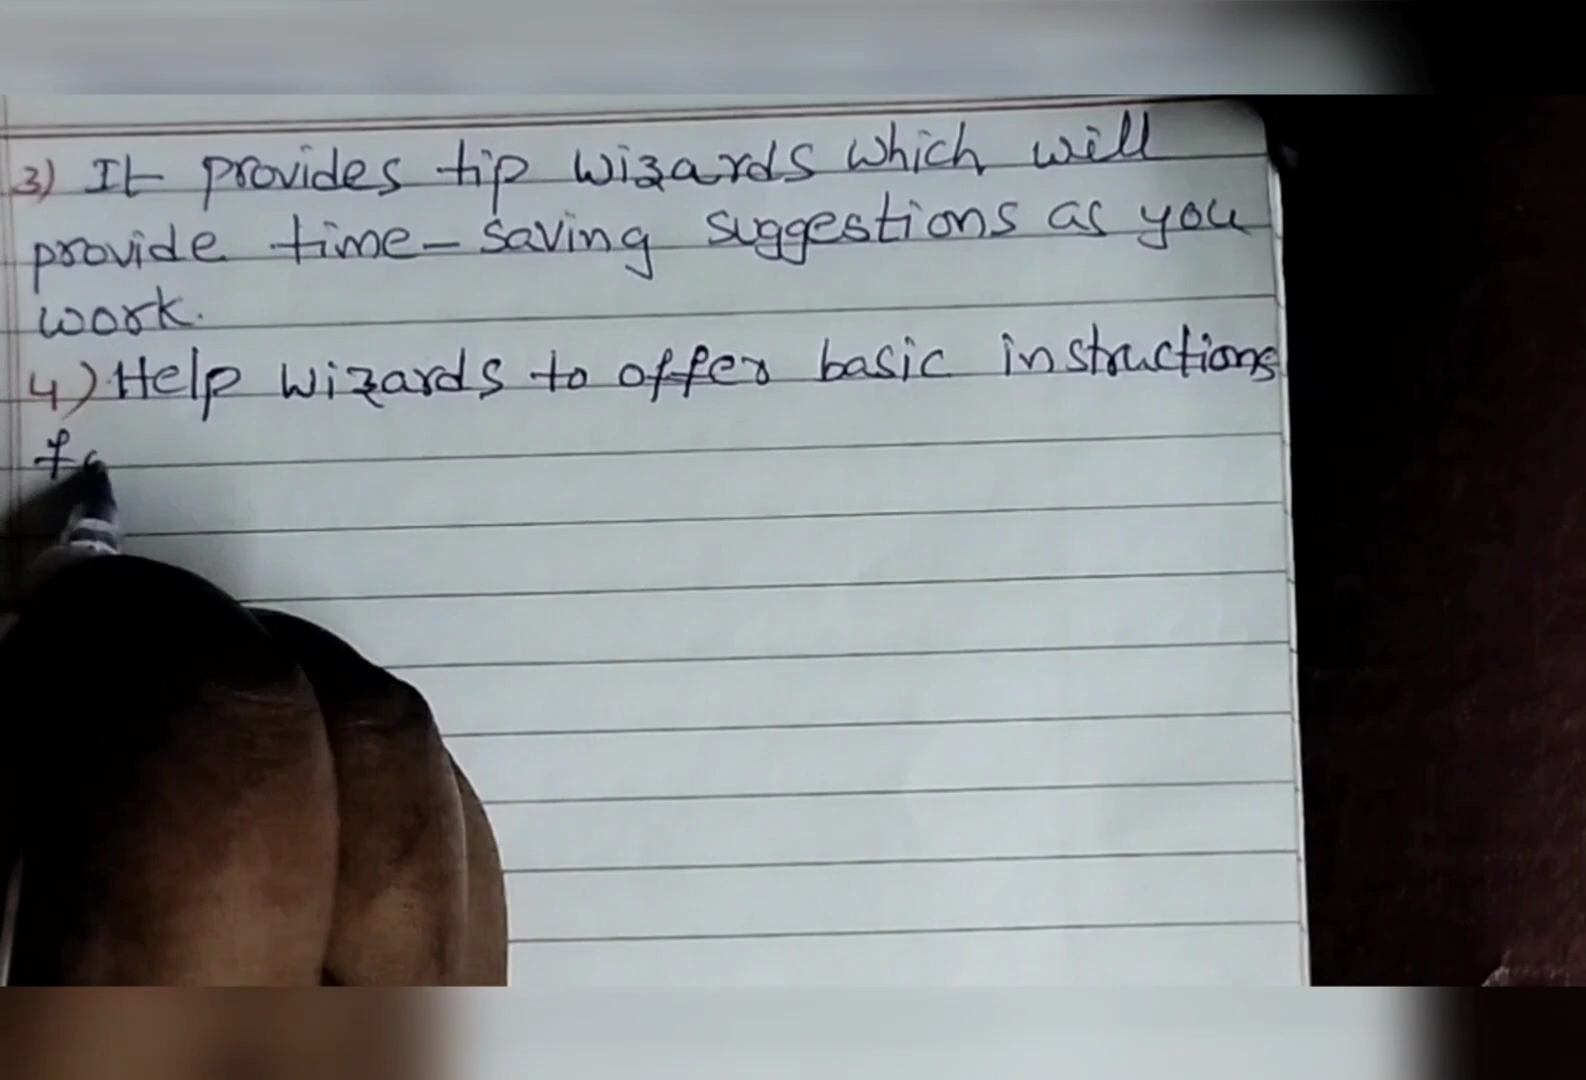 3) It provides tip wizards which will
provide time-saving suggestions as you
work.
4) Help wizards to offer basic instructions